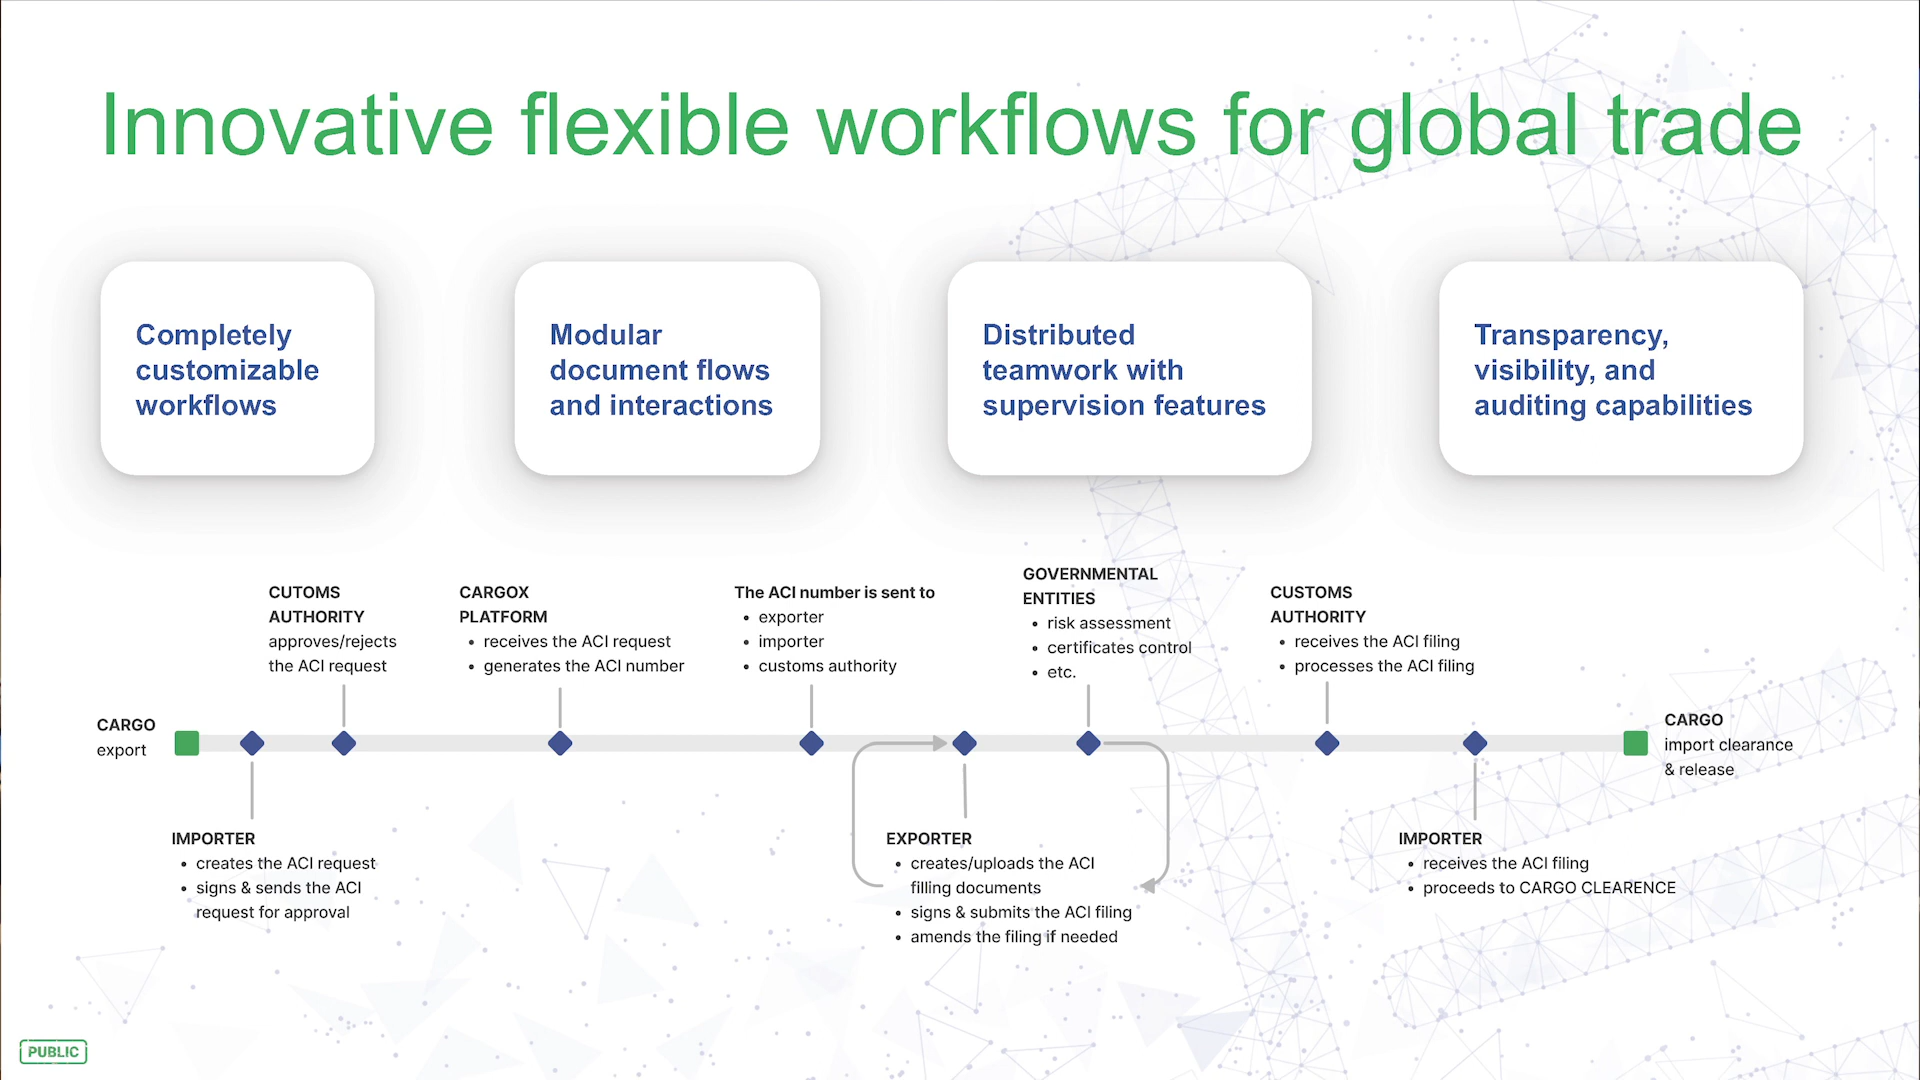 Innovative flexible workflows for global trade
Completely
customizable
workflows
Modular
document flows
and interactions
Distributed
teamwork with
supervision features
Transparency,
visibility, and
auditing capabilities
CARGO
export
IMPORTER
• creates the ACI request
• signs & sends the ACI
request for approval
CUTOMS
AUTHORITY
approves/rejects
the ACI request
CARGOX
PLATFORM
• receives the ACI request
• generates the ACI number
The ACI number is sent to
• exporter
• importer
• customs authority
EXPORTER
• creates/uploads the ACI
filling documents
• signs & submits the ACI filing
• amends the filing if needed
GOVERNMENTAL
ENTITIES
• risk assessment
• certificates control
• etc.
CUSTOMS
AUTHORITY
• receives the ACI filing
• processes the ACI filing
IMPORTER
• receives the ACI filing
• proceeds to CARGO CLEARENCE
CARGO
import clearance
& release
PUBLIC